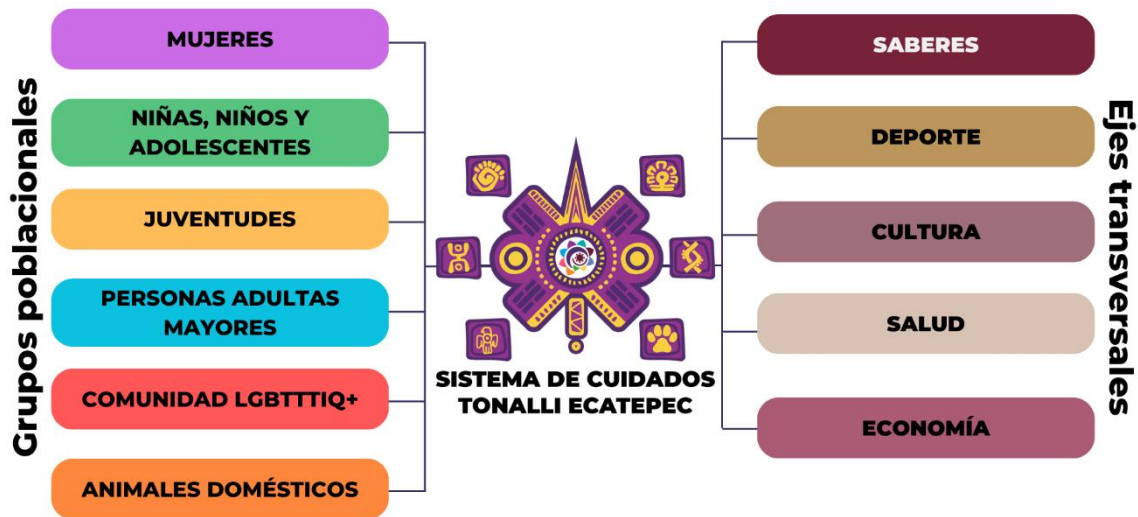 Grupos poblacionales
MUJERES
NIÑAS, NIÑOS Y
ADOLESCENTES
JUVENTUDES
PERSONAS ADULTAS
MAYORES
COMUNIDAD LGBTTTIQ+
ANIMALES DOMÉSTICOS
SISTEMA DE CUIDADOS
TONALLI ECATEPEC
Ejes transversales
SABERES
DEPORTE
CULTURA
SALUD
ECONOMÍA